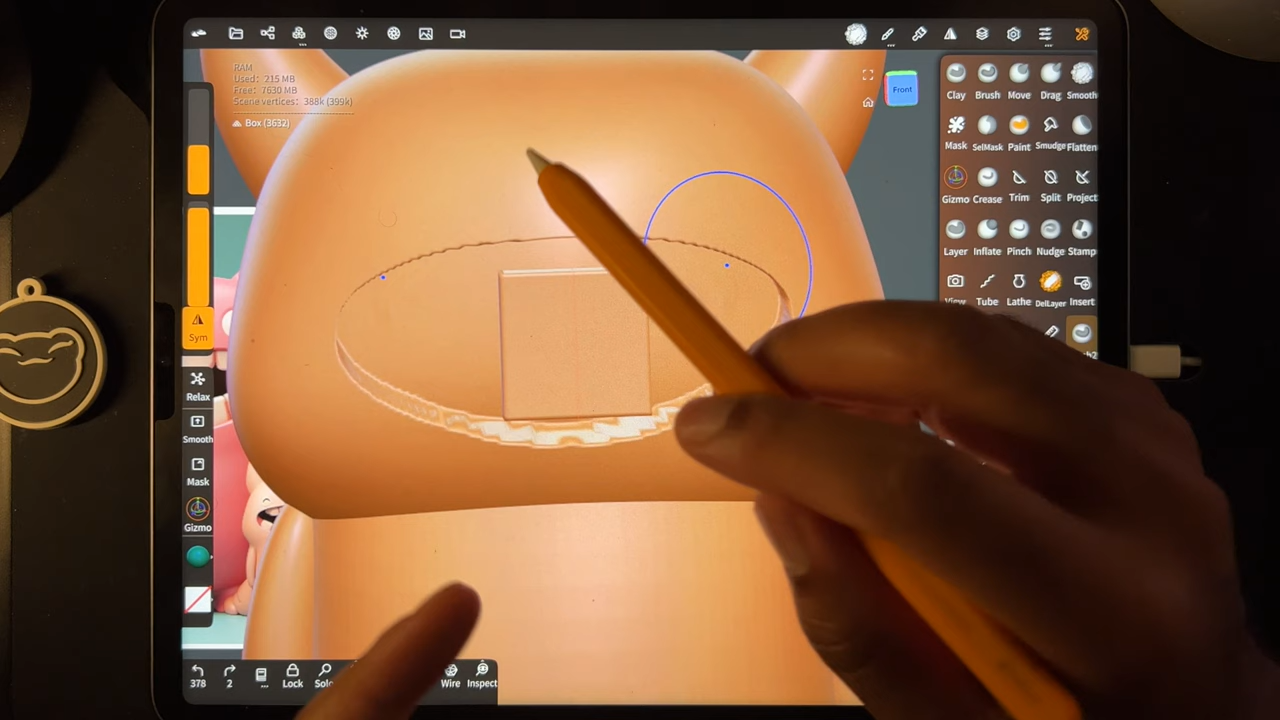 RAM
Used: 215 MB
Free: 7630 MB
Scene vertices: 388k (399k)
Box (3632)
Front
Clay Brush Move Drag Smooth
Mask SelMask Paint Smudge Flatten
Gizmo Crease Trim Split Project
Layer Inflate Pinch Nudge Stamp
View Tube Lathe DelLayer Insert
Sym
Relax
Smooth
Mask
Gizmo
378 2 Lock Solo Wire Inspect